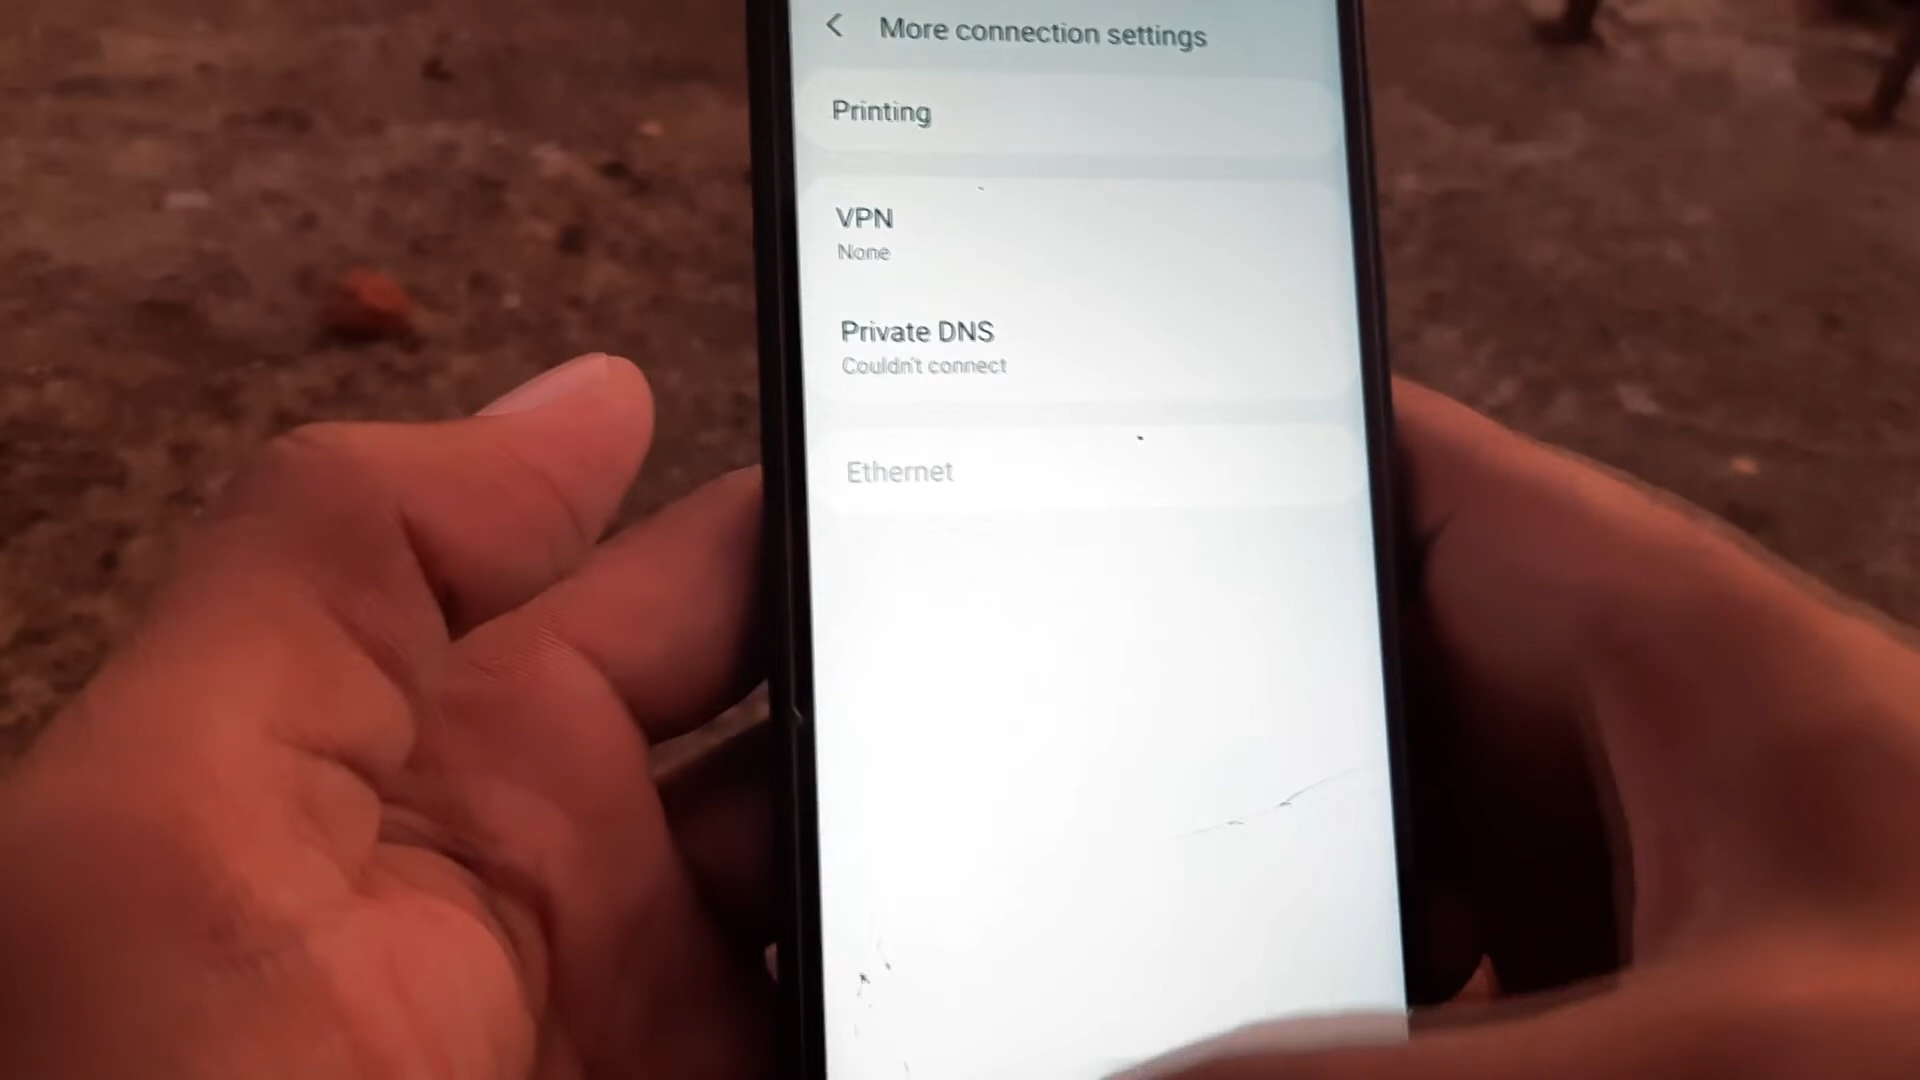 More connection settings
Printing
VPN
None
Private DNS
Couldn't connect
Ethernet